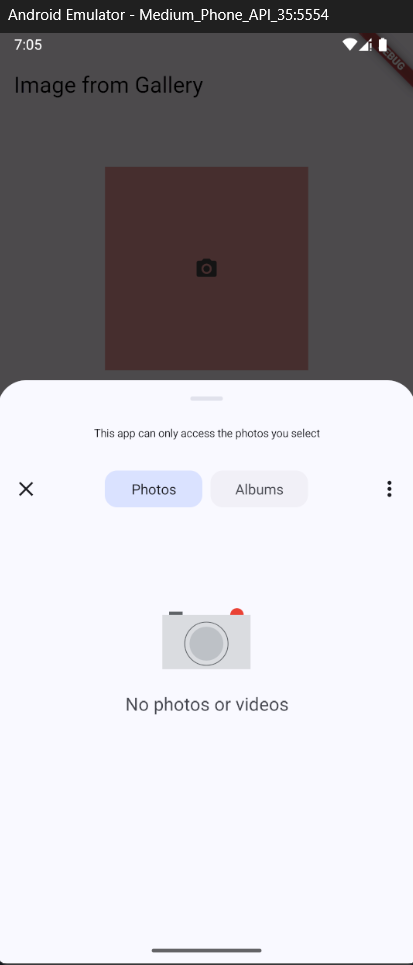 Android Emulator - Medium_Phone_API_35:5554
7:05
DEBUG
Image from Gallery
This app can only access the photos you select
Photos
Albums
No photos or videos